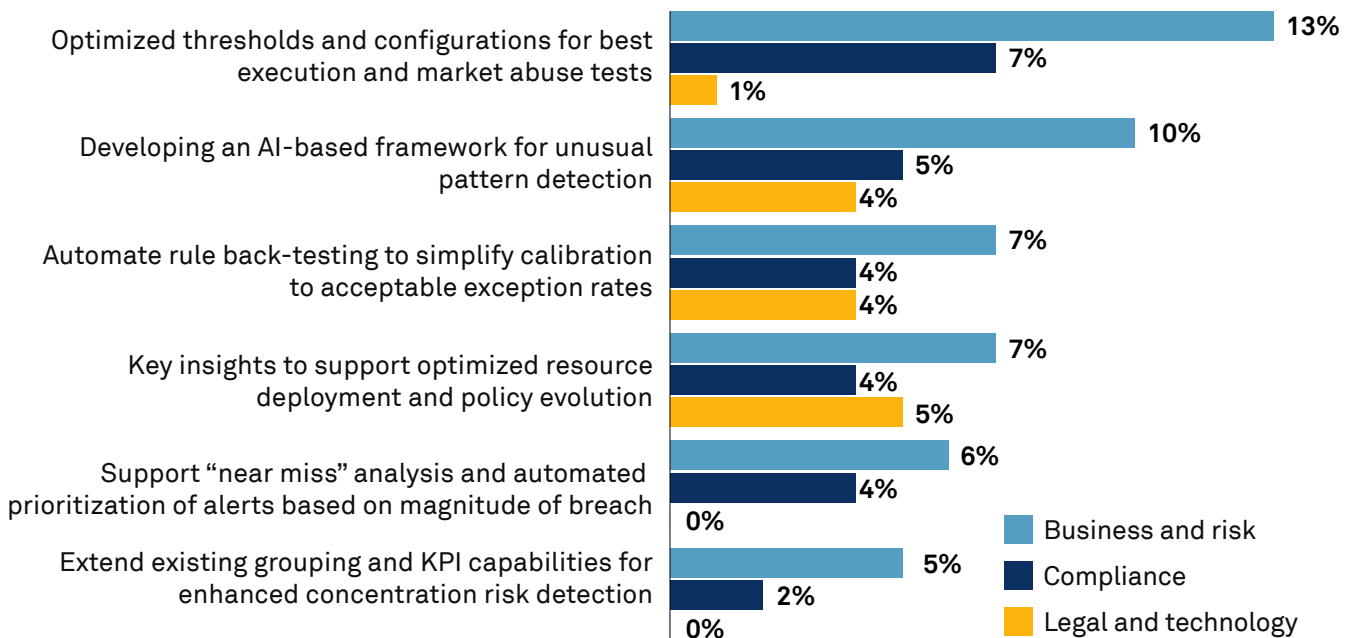 Optimized thresholds and configurations for best
execution and market abuse tests
13%
7%
1%
Developing an AI-based framework for unusual
pattern detection
10%
5%
4%
Automate rule back-testing to simplify calibration
to acceptable exception rates
7%
4%
4%
Key insights to support optimized resource
deployment and policy evolution
7%
4%
5%
Support “near miss” analysis and automated
prioritization of alerts based on magnitude of breach
6%
4%
0%
Extend existing grouping and KPI capabilities for
enhanced concentration risk detection
5%
2%
0%
Business and risk
Compliance
Legal and technology